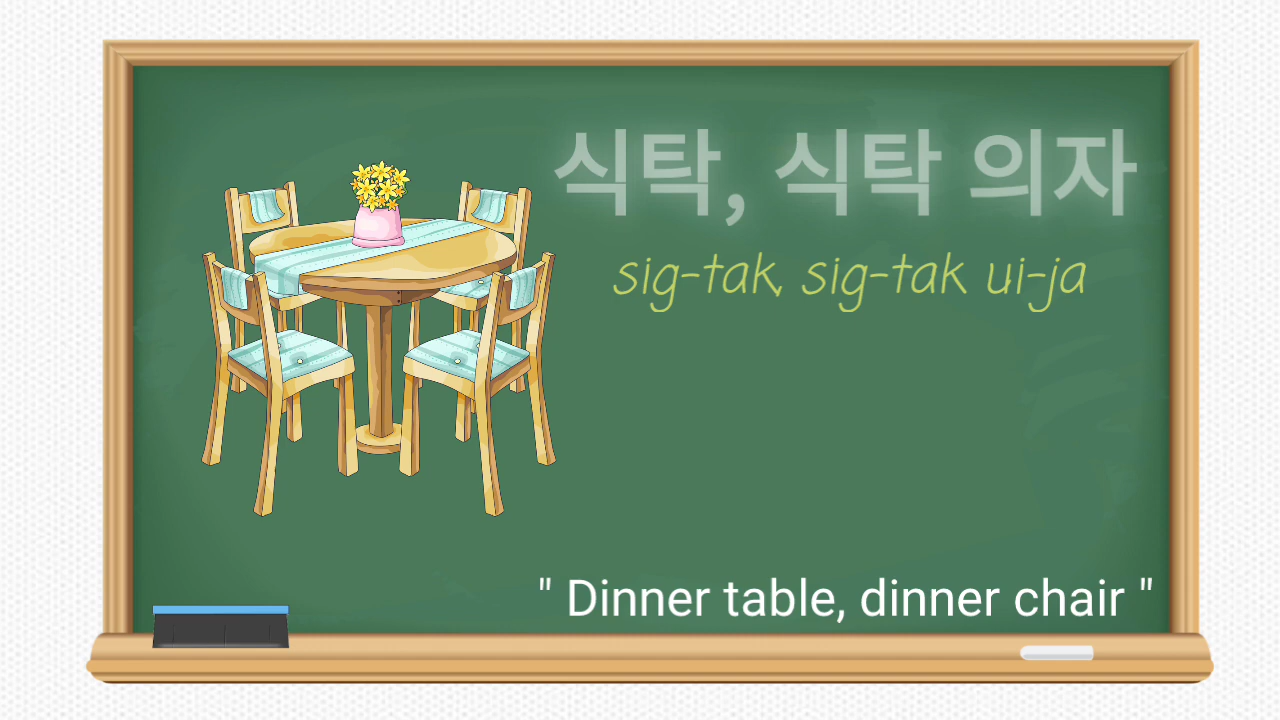 식탁, 식탁 의자
sig-tak, sig-tak ui-ja
" Dinner table, dinner chair "